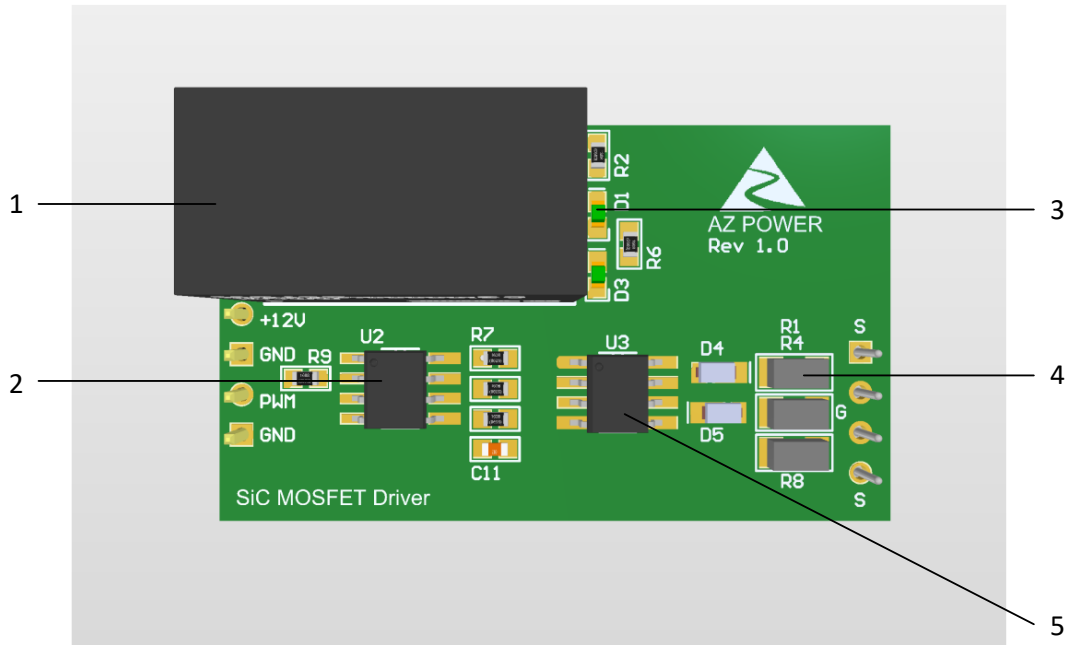 1
2
3
4
5
R2
D1
R6
D3
AZ POWER
Rev 1.0
+12V
GND
PWM
GND
R9
U2
R7
C11
U3
D4
D5
R1
R4
R8
S
G
S
SiC MOSFET Driver